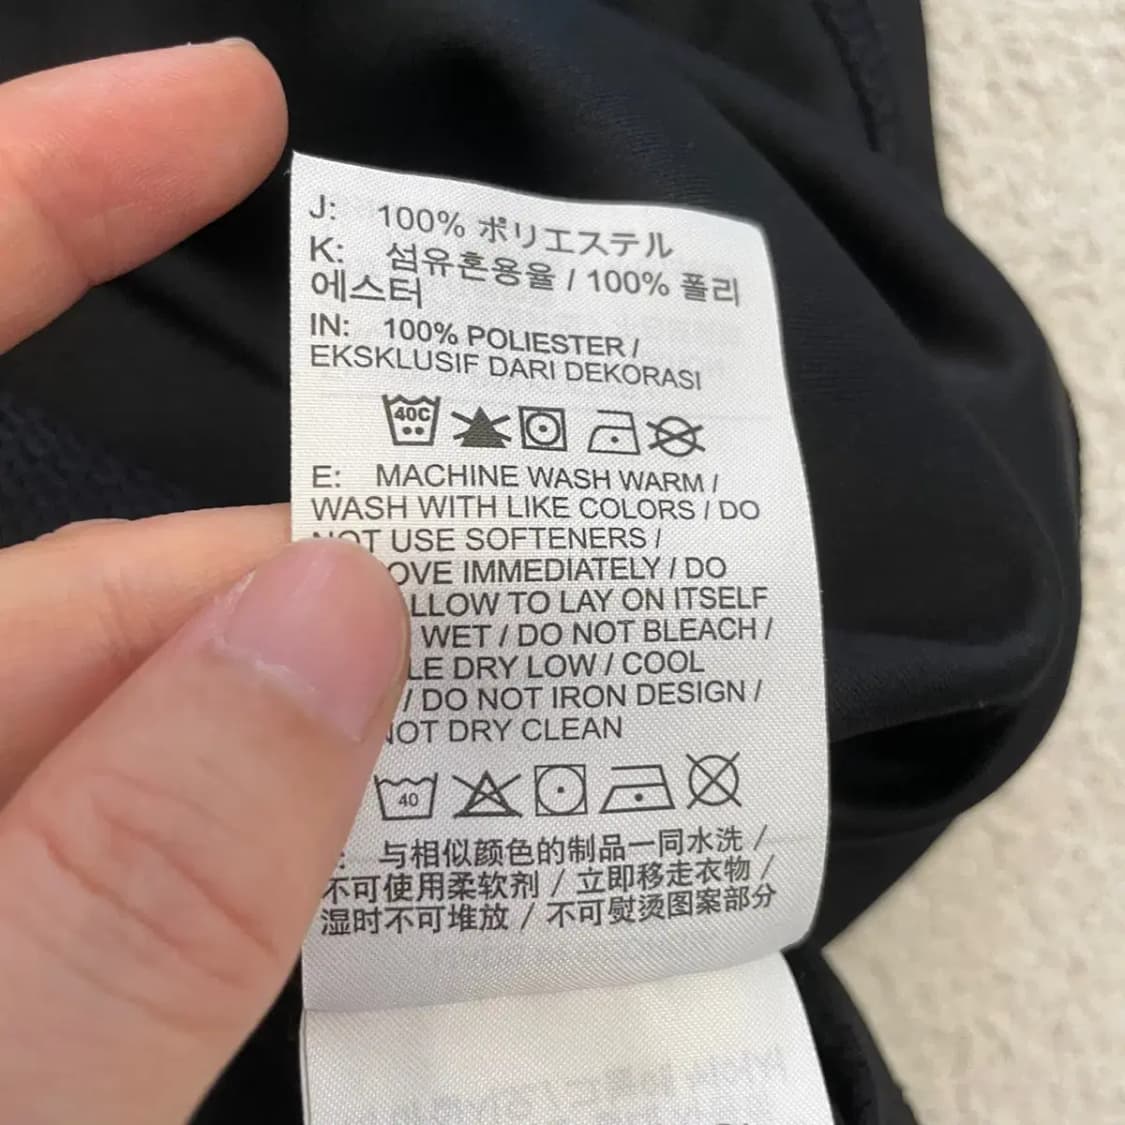 J: 100% ポリエステル
K: 섬유혼용율 / 100% 폴리
에스터
IN: 100% POLIESTER /
EKSKLUSIF DARI DEKORASI
40C
E: MACHINE WASH WARM /
WASH WITH LIKE COLORS / DO
NOT USE SOFTENERS /
OVE IMMEDIATELY / DO
LLOW TO LAY ON ITSELF
WET / DO NOT BLEACH /
LE DRY LOW / COOL
/ DO NOT IRON DESIGN /
NOT DRY CLEAN
40
: 与相似颜色的制品一同水洗 /
不可使用柔软剂 / 立即移走衣物 /
湿时不可堆放 / 不可熨烫图案部分